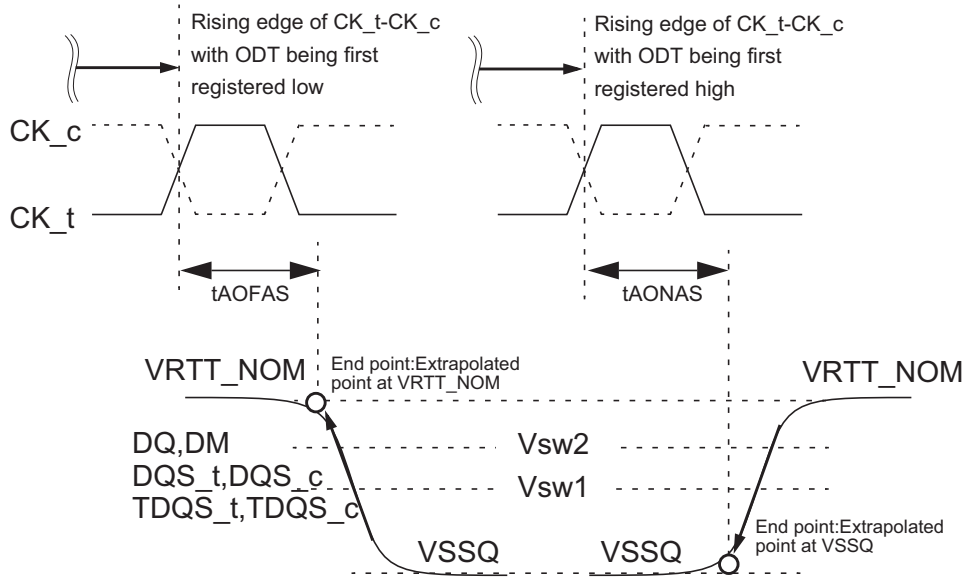 Rising edge of CK_t-CK_c
with ODT being first
registered low
Rising edge of CK_t-CK_c
with ODT being first
registered high
CK_c
CK_t
tAOFAS
tAONAS
VRTT_NOM
End point:Extrapolated
point at VRTT_NOM
VRTT_NOM
DQ,DM
DQS_t,DQS_c
TDQS_t,TDQS_c
Vsw2
Vsw1
VSSQ
VSSQ
End point:Extrapolated
point at VSSQ